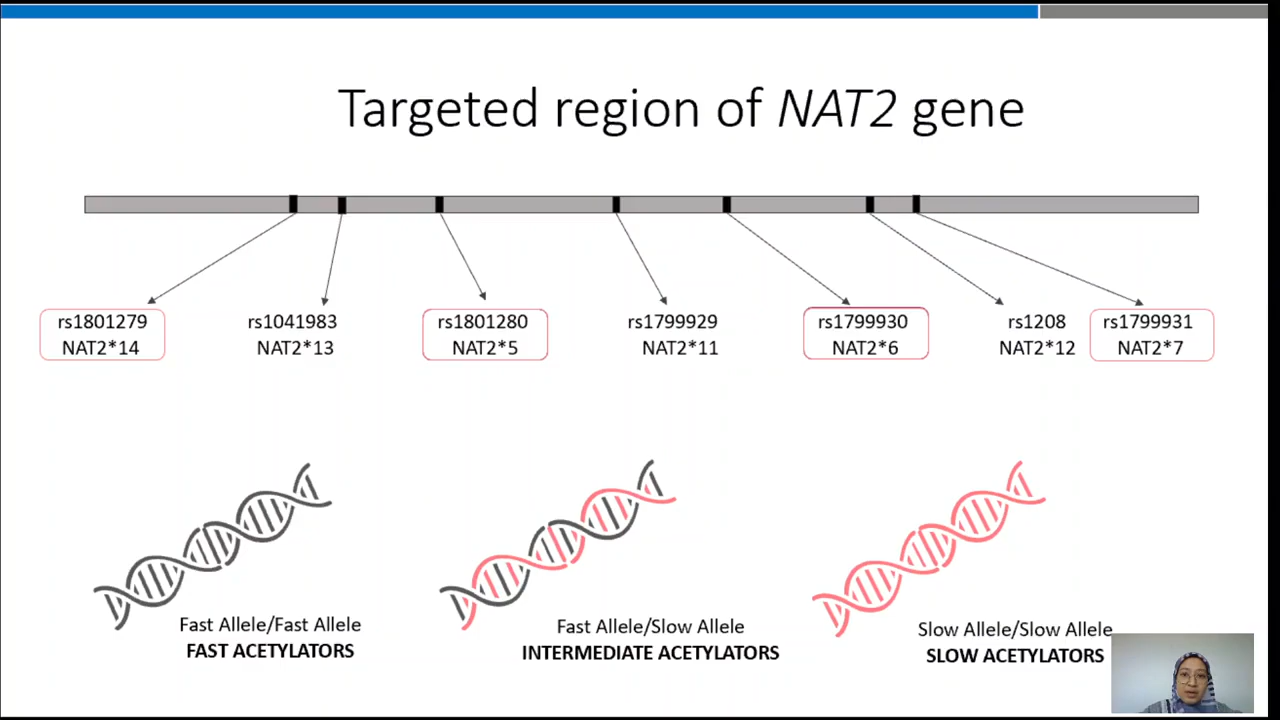 Targeted region of NAT2 gene
rs1801279
NAT2*14
rs1041983
NAT2*13
rs1801280
NAT2*5
rs1799929
NAT2*11
rs1799930
NAT2*6
rs1208
NAT2*12
rs1799931
NAT2*7
Fast Allele/Fast Allele
FAST ACETYLATORS
Fast Allele/Slow Allele
INTERMEDIATE ACETYLATORS
Slow Allele/Slow Allele
SLOW ACETYLATORS